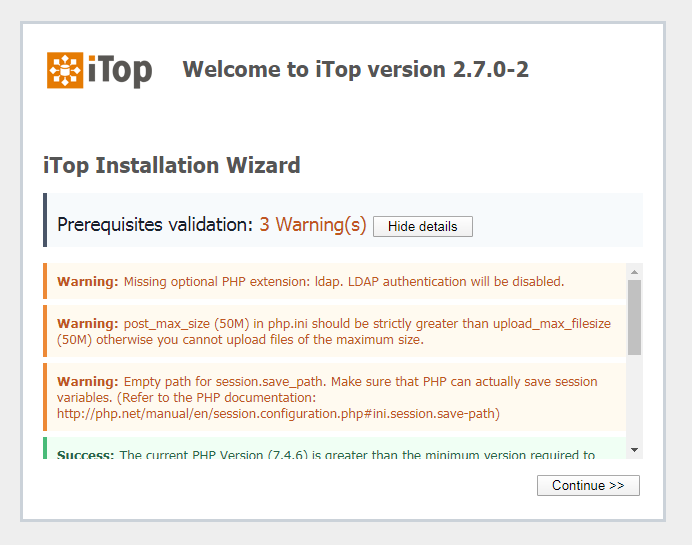 iTop
Welcome to iTop version 2.7.0-2
iTop Installation Wizard
Prerequisites validation: 3 Warning(s) Hide details
Warning: Missing optional PHP extension: ldap. LDAP authentication will be disabled.
Warning: post_max_size (50M) in php.ini should be strictly greater than upload_max_filesize
(50M) otherwise you cannot upload files of the maximum size.
Warning: Empty path for session.save_path. Make sure that PHP can actually save session
variables. (Refer to the PHP documentation:
http://php.net/manual/en/session.configuration.php#ini.session.save-path)
Success: The current PHP Version (7.4.6) is greater than the minimum version required to
Continue >>